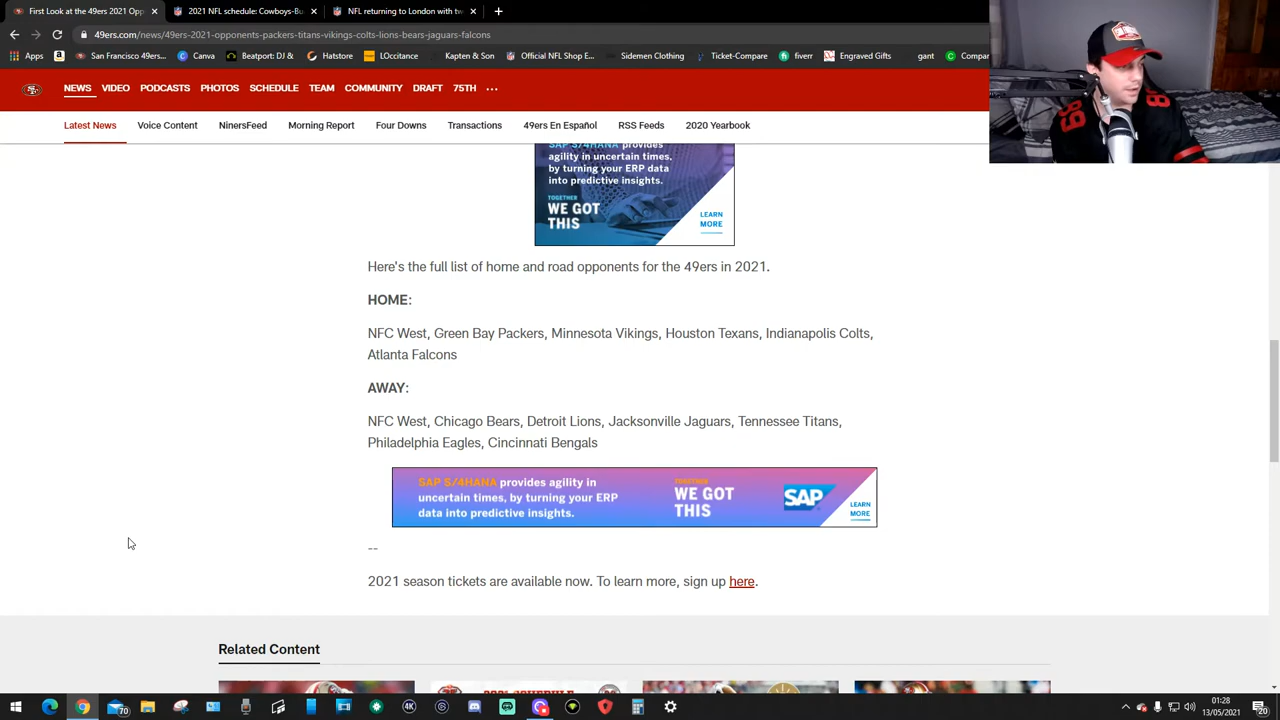 First Look at the 49ers 2021 Opp
2021 NFL schedule: Cowboys-Bu
NFL returning to with tw
49ers.com/news/49ers-2021-opponents-packers-titans-vikings-colts-lions-bears-jaguars-falcons
Apps
San Francisco 49ers...
Canva
Beatport: DJ &
Hatstore
LOccitance
Kapten & Son
Official NFL Shop E...
Sidemen Clothing
Ticket-Compare
fiverr
Engraved Gifts
gant
Compar
NEWS VIDEO PODCASTS PHOTOS SCHEDULE TEAM COMMUNITY DRAFT 75TH ...
Latest News Voice Content NinersFeed Morning Report Four Downs Transactions 49ers En Español RSS Feeds 2020 Yearbook
SAP S/4HANA provides
agility in uncertain times,
by turning your ERP data
into predictive insights.
TOGETHER
WE GOT
THIS
LEARN
MORE
Here's the full list of home and road opponents for the 49ers in 2021.
HOME:
NFC West, Green Bay Packers, Minnesota Vikings, Houston Texans, Indianapolis Colts,
Atlanta Falcons
AWAY:
NFC West, Chicago Bears, Detroit Lions, Jacksonville Jaguars, Tennessee Titans,
Philadelphia Eagles, Cincinnati Bengals
SAP S/4HANA provides agility in
uncertain times, by turning your ERP
data into predictive insights.
TOGETHER
WE GOT
THIS
SAP
LEARN
MORE
--
2021 season tickets are available now. To learn more, sign up here.
Related Content
2021 SCHEDULE
70
4K
01:28
13/05/2021
20